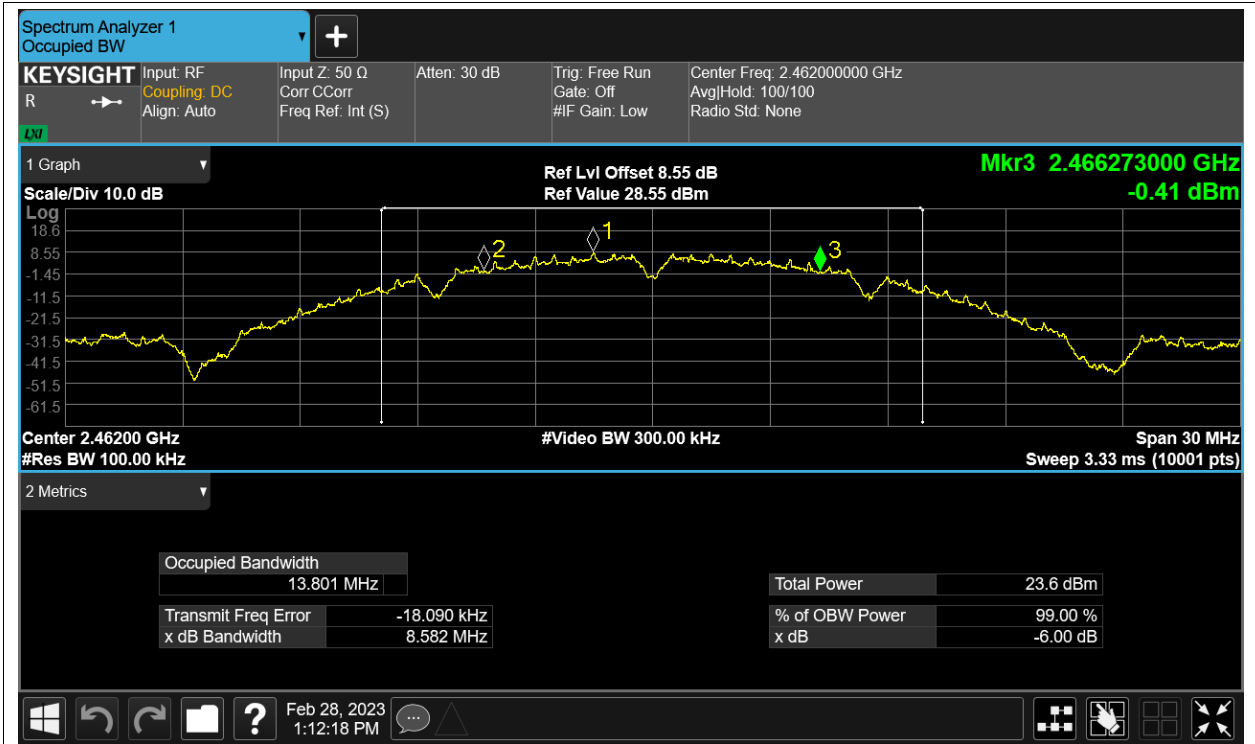 Spectrum Analyzer 1
Occupied BW
KEYSIGHT
R
LXI
Input: RF
Coupling: DC
Align: Auto
Input Z: 50 Ω
Corr CCorr
Freq Ref: Int (S)
Atten: 30 dB
Trig: Free Run
Gate: Off
#IF Gain: Low
Center Freq: 2.462000000 GHz
Avg|Hold: 100/100
Radio Std: None
1 Graph
Scale/Div 10.0 dB
Ref Lvl Offset 8.55 dB
Ref Value 28.55 dBm
Mkr3 2.466273000 GHz
-0.41 dBm
Log
18.6
8.55
-1.45
-11.5
-21.5
-31.5
-41.5
-51.5
-61.5
2
1
3
Center 2.46200 GHz
#Video BW 300.00 kHz
Span 30 MHz
#Res BW 100.00 kHz
Sweep 3.33 ms (10001 pts)
2 Metrics
Occupied Bandwidth
13.801 MHz
Transmit Freq Error -18.090 kHz
x dB Bandwidth 8.582 MHz
Total Power 23.6 dBm
% of OBW Power 99.00 %
x dB -6.00 dB
?
Feb 28, 2023
1:12:18 PM